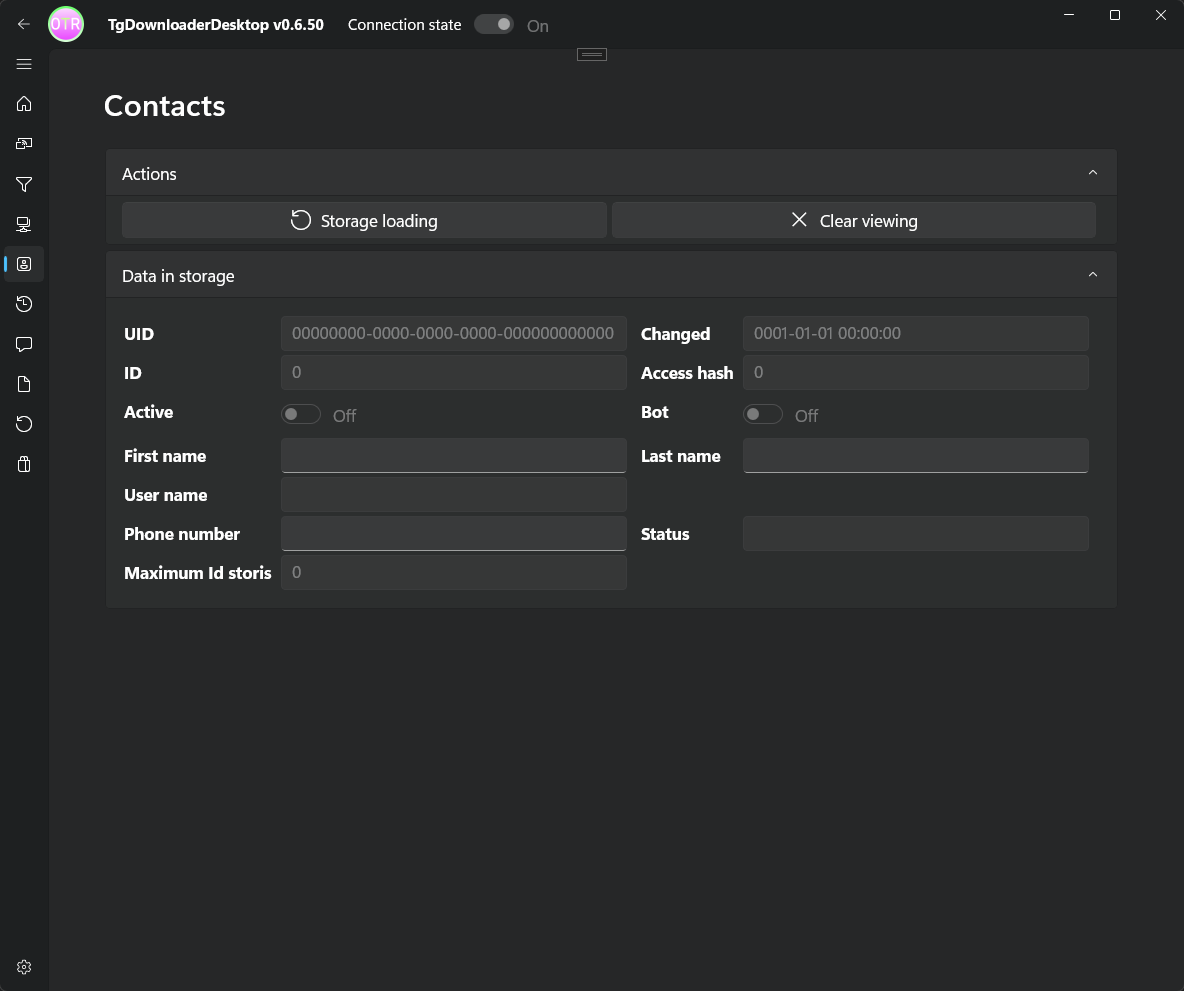 OTR TgDownloaderDesktop v0.6.50 Connection state On
Contacts
Actions
Storage loading Clear viewing
Data in storage
UID 00000000-0000-0000-0000-000000000000 Changed 0001-01-01 00:00:00
ID 0 Access hash 0
Active Off Bot Off
First name Last name
User name
Phone number Status
Maximum Id storis 0